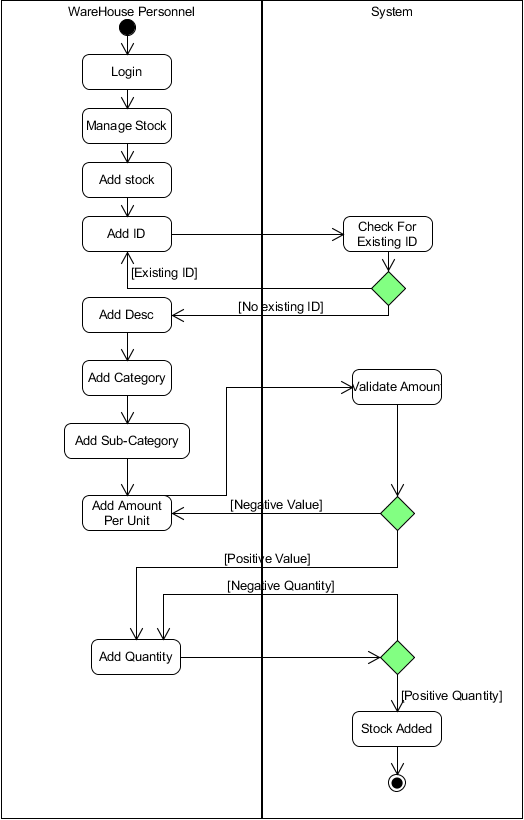 WareHouse Personnel
System
Login
Manage Stock
Add stock
Add ID
Check For
Existing ID
[Existing ID]
[No existing ID]
Add Desc
Add Category
Validate Amount
Add Sub-Category
Add Amount
Per Unit
[Negative Value]
[Positive Value]
[Negative Quantity]
Add Quantity
[Positive Quantity]
Stock Added